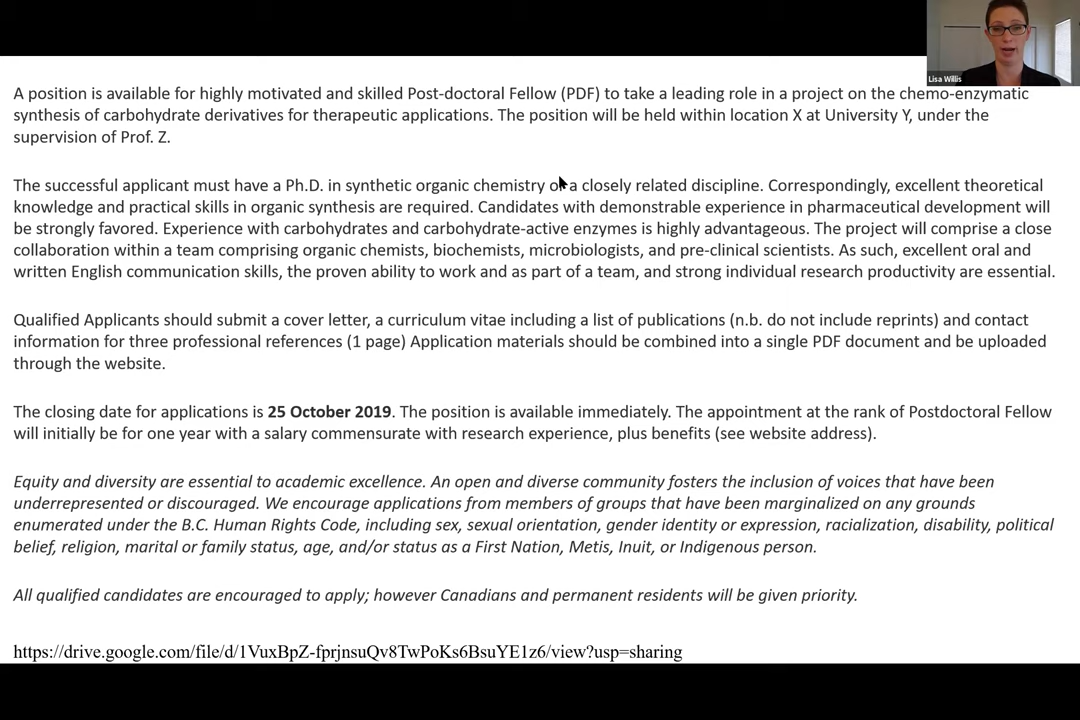 Lisa Willis
A position is available for highly motivated and skilled Post-doctoral Fellow (PDF) to take a leading role in a project on the chemo-enzymatic
synthesis of carbohydrate derivatives for therapeutic applications. The position will be held within location X at University Y, under the
supervision of Prof. Z.
The successful applicant must have a Ph.D. in synthetic organic chemistry or a closely related discipline. Correspondingly, excellent theoretical
knowledge and practical skills in organic synthesis are required. Candidates with demonstrable experience in pharmaceutical development will
be strongly favored. Experience with carbohydrates and carbohydrate-active enzymes is highly advantageous. The project will comprise a close
collaboration within a team comprising organic chemists, biochemists, microbiologists, and pre-clinical scientists. As such, excellent oral and
written English communication skills, the proven ability to work and as part of a team, and strong individual research productivity are essential.
Qualified Applicants should submit a cover letter, a curriculum vitae including a list of publications (n.b. do not include reprints) and contact
information for three professional references (1 page) Application materials should be combined into a single PDF document and be uploaded
through the website.
The closing date for applications is 25 October 2019. The position is available immediately. The appointment at the rank of Postdoctoral Fellow
will initially be for one year with a salary commensurate with research experience, plus benefits (see website address).
Equity and diversity are essential to academic excellence. An open and diverse community fosters the inclusion of voices that have been
underrepresented or discouraged. We encourage applications from members of groups that have been marginalized on any grounds
enumerated under the B.C. Human Rights Code, including sex, sexual orientation, gender identity or expression, racialization, disability, political
belief, religion, marital or family status, age, and/or status as a First Nation, Metis, Inuit, or Indigenous person.
All qualified candidates are encouraged to apply; however Canadians and permanent residents will be given priority.
https://drive.google.com/file/d/1VuxBpZ-fprjnsuQv8TwPoKs6BsuYE1z6/view?usp=sharing